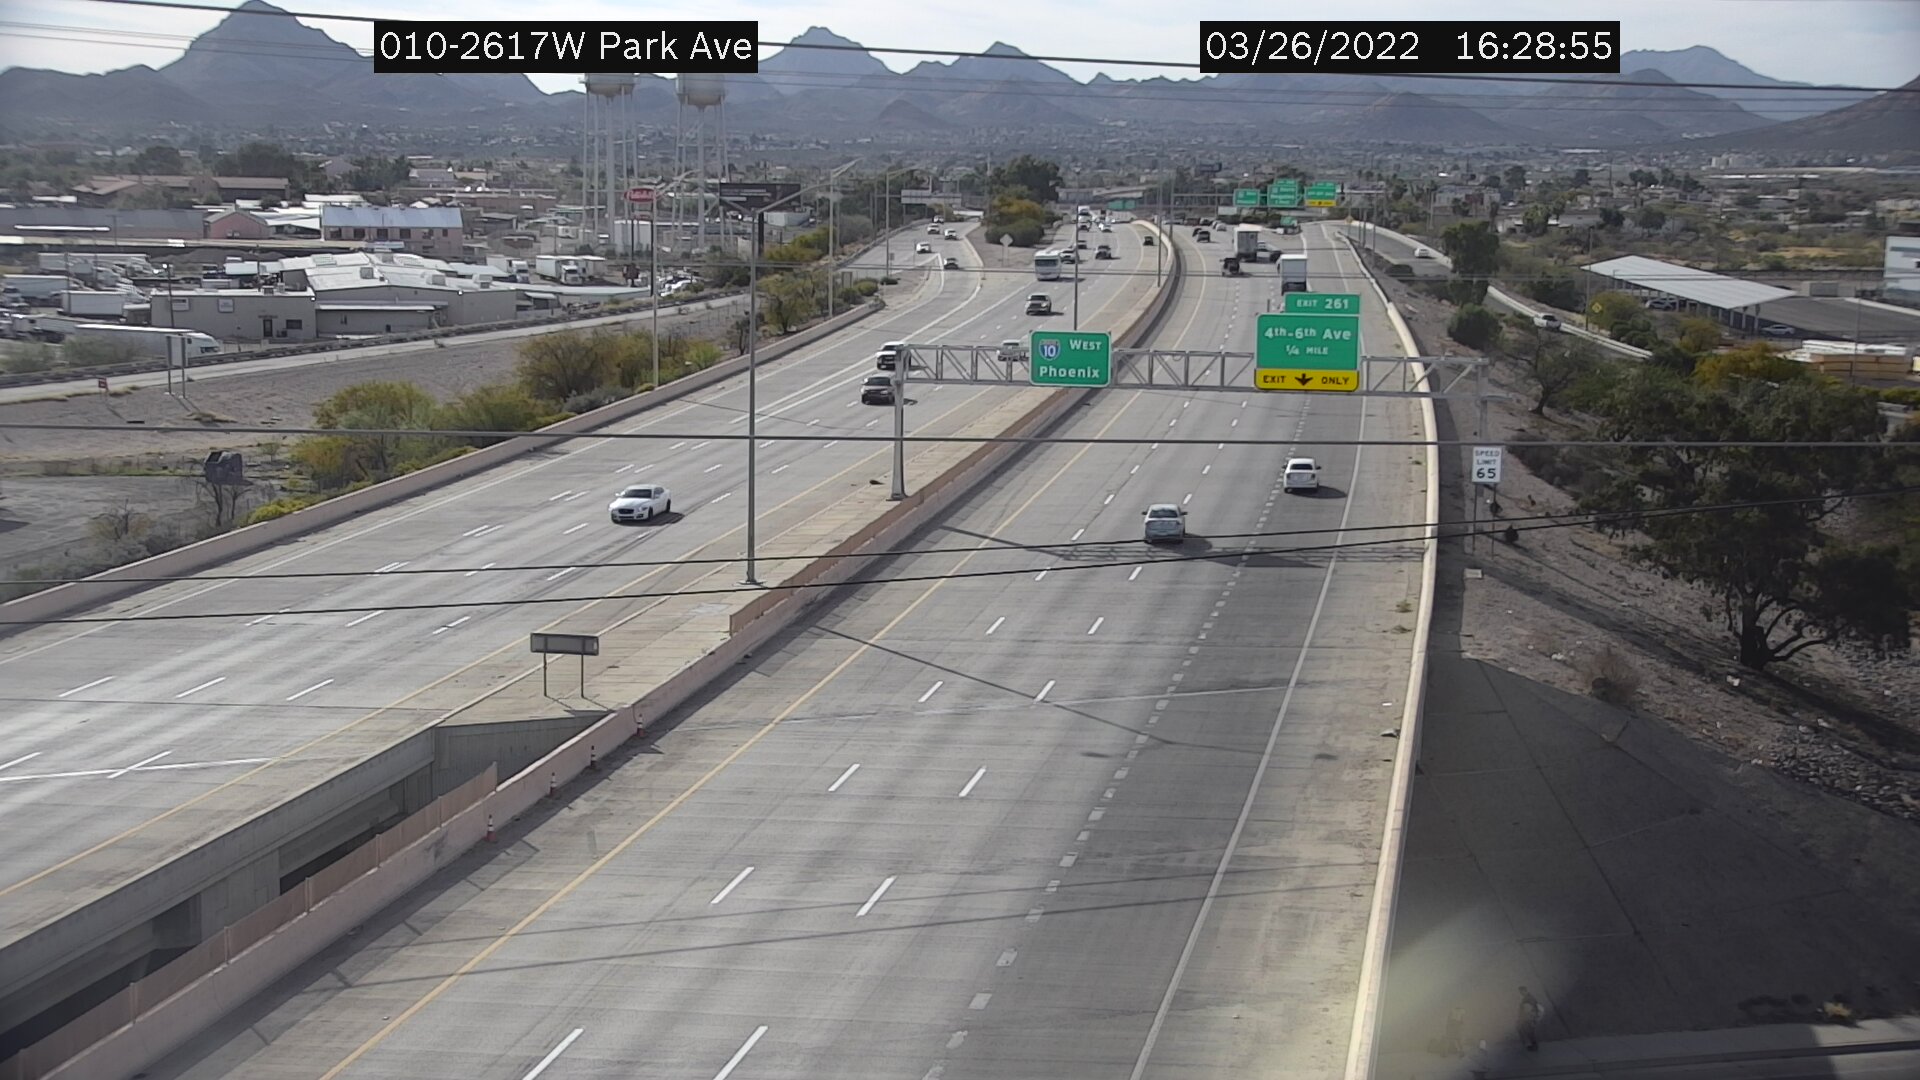 010-2617W Park Ave
03/26/2022 16:28:55
EXIT 261
4th-6th Ave
1/4 MILE
EXIT ONLY
10 WEST
Phoenix
SPEED
LIMIT
65